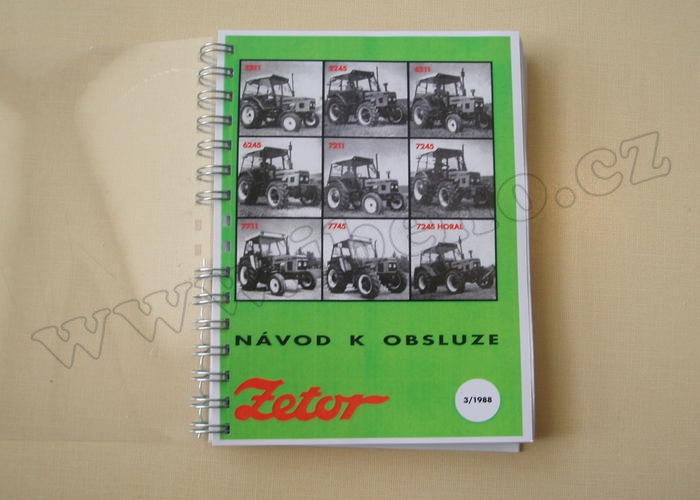 5211 5245 6211
6245 7211 7245
7711 7745 7245 HORAL
NÁVOD K OBSLUZE
Zetor
3/1988